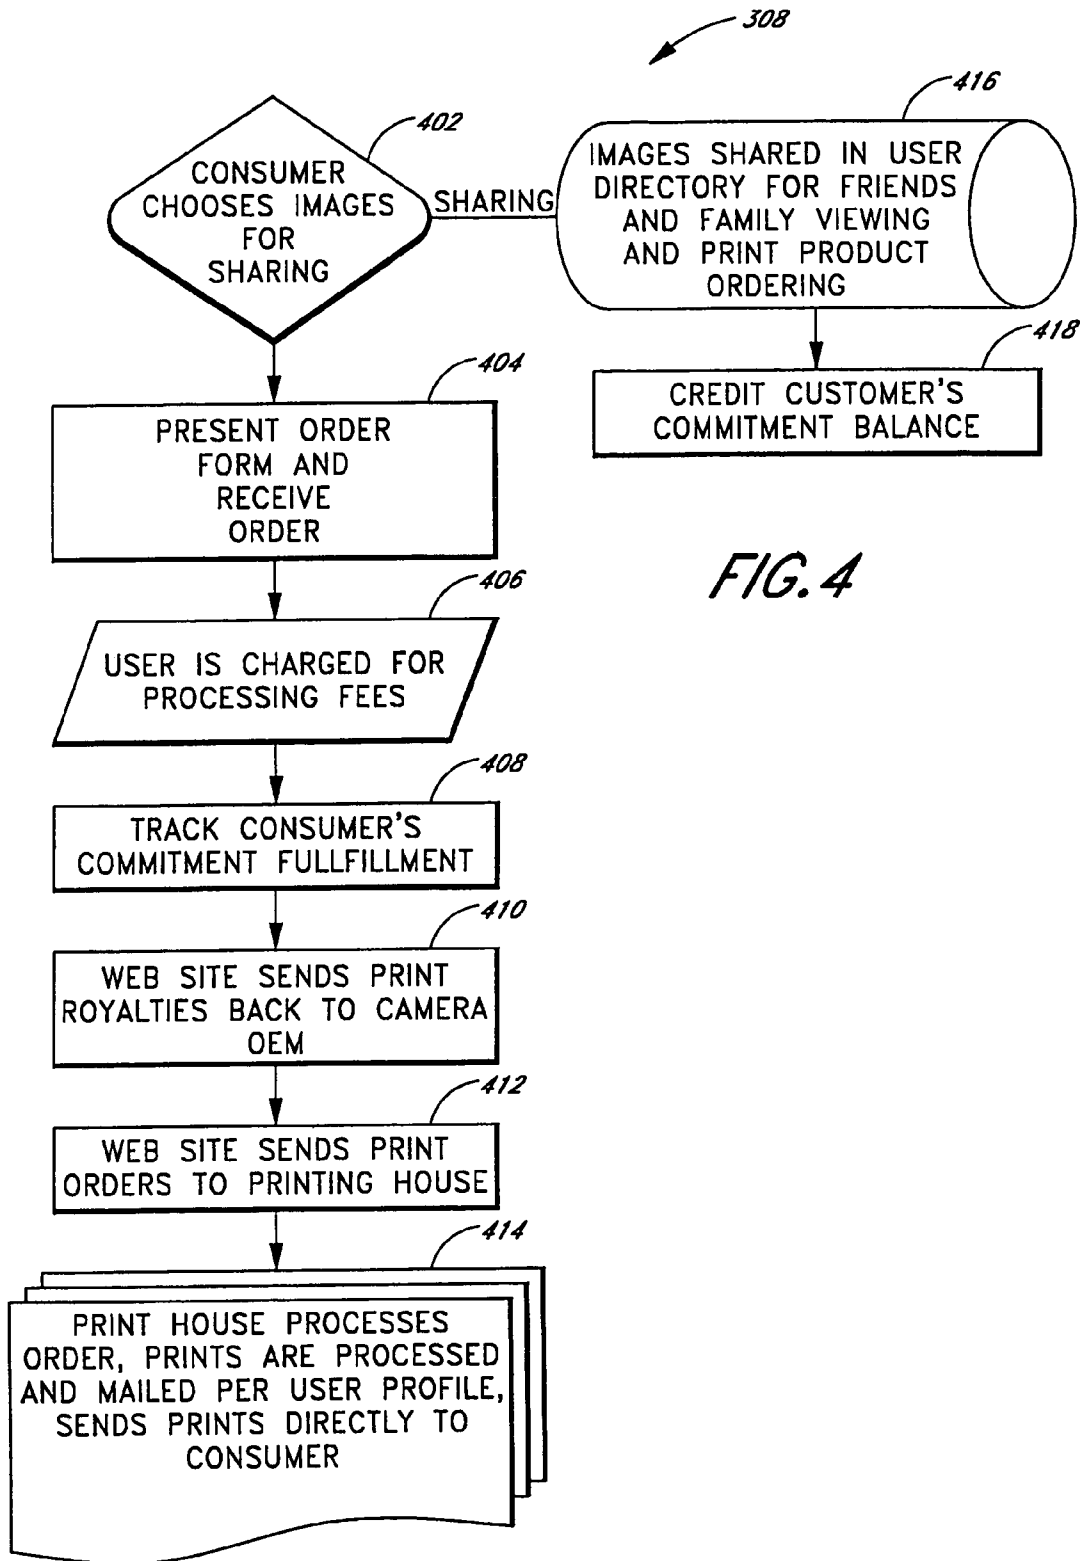 308
402
CONSUMER
CHOOSES IMAGES
FOR
SHARING
SHARING
416
IMAGES SHARED IN USER
DIRECTORY FOR FRIENDS
AND FAMILY VIEWING
AND PRINT PRODUCT
ORDERING
418
CREDIT CUSTOMER'S
COMMITMENT BALANCE
404
PRESENT ORDER
FORM AND
RECEIVE
ORDER
FIG. 4
406
USER IS CHARGED FOR
PROCESSING FEES
408
TRACK CONSUMER'S
COMMITMENT FULLFILLMENT
410
WEB SITE SENDS PRINT
ROYALTIES BACK TO CAMERA
OEM
412
WEB SITE SENDS PRINT
ORDERS TO PRINTING HOUSE
414
PRINT HOUSE PROCESSES
ORDER, PRINTS ARE PROCESSED
AND MAILED PER USER PROFILE,
SENDS PRINTS DIRECTLY TO
CONSUMER